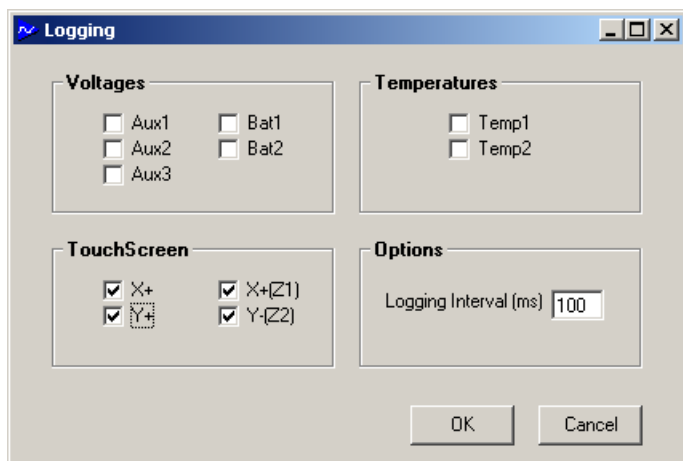 Logging
Voltages
Aux1 Bat1
Aux2 Bat2
Aux3
Temperatures
Temp1
Temp2
TouchScreen
X+ X+(Z1)
Y+ Y-(Z2)
Options
Logging Interval (ms) 100
OK Cancel